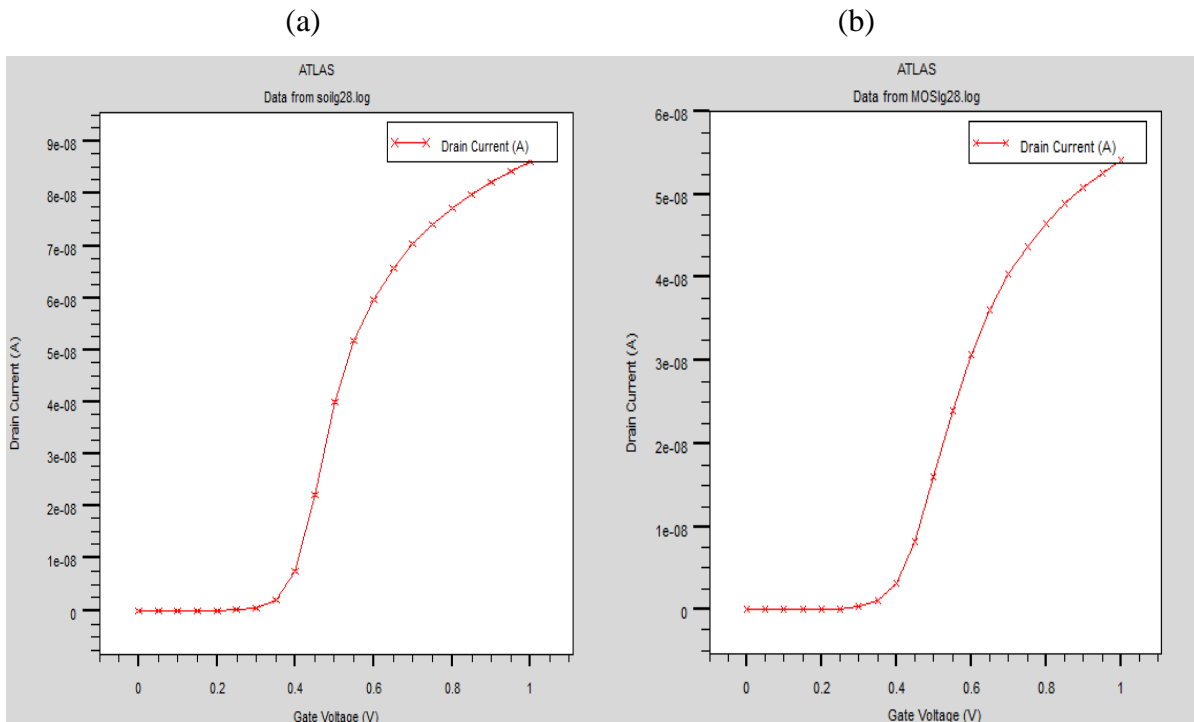 (a)
ATLAS
Data from soilg28.log
Drain Current (A)
9e-08
8e-08
7e-08
6e-08
5e-08
4e-08
3e-08
2e-08
1e-08
0
Drain Current (A)
0 0.2 0.4 0.6 0.8 1
Gate Voltage (V)
(b)
ATLAS
Data from MOSIg28.log
Drain Current (A)
6e-08
5e-08
4e-08
3e-08
2e-08
1e-08
0
Drain Current (A)
0 0.2 0.4 0.6 0.8 1
Gate Voltage (V)